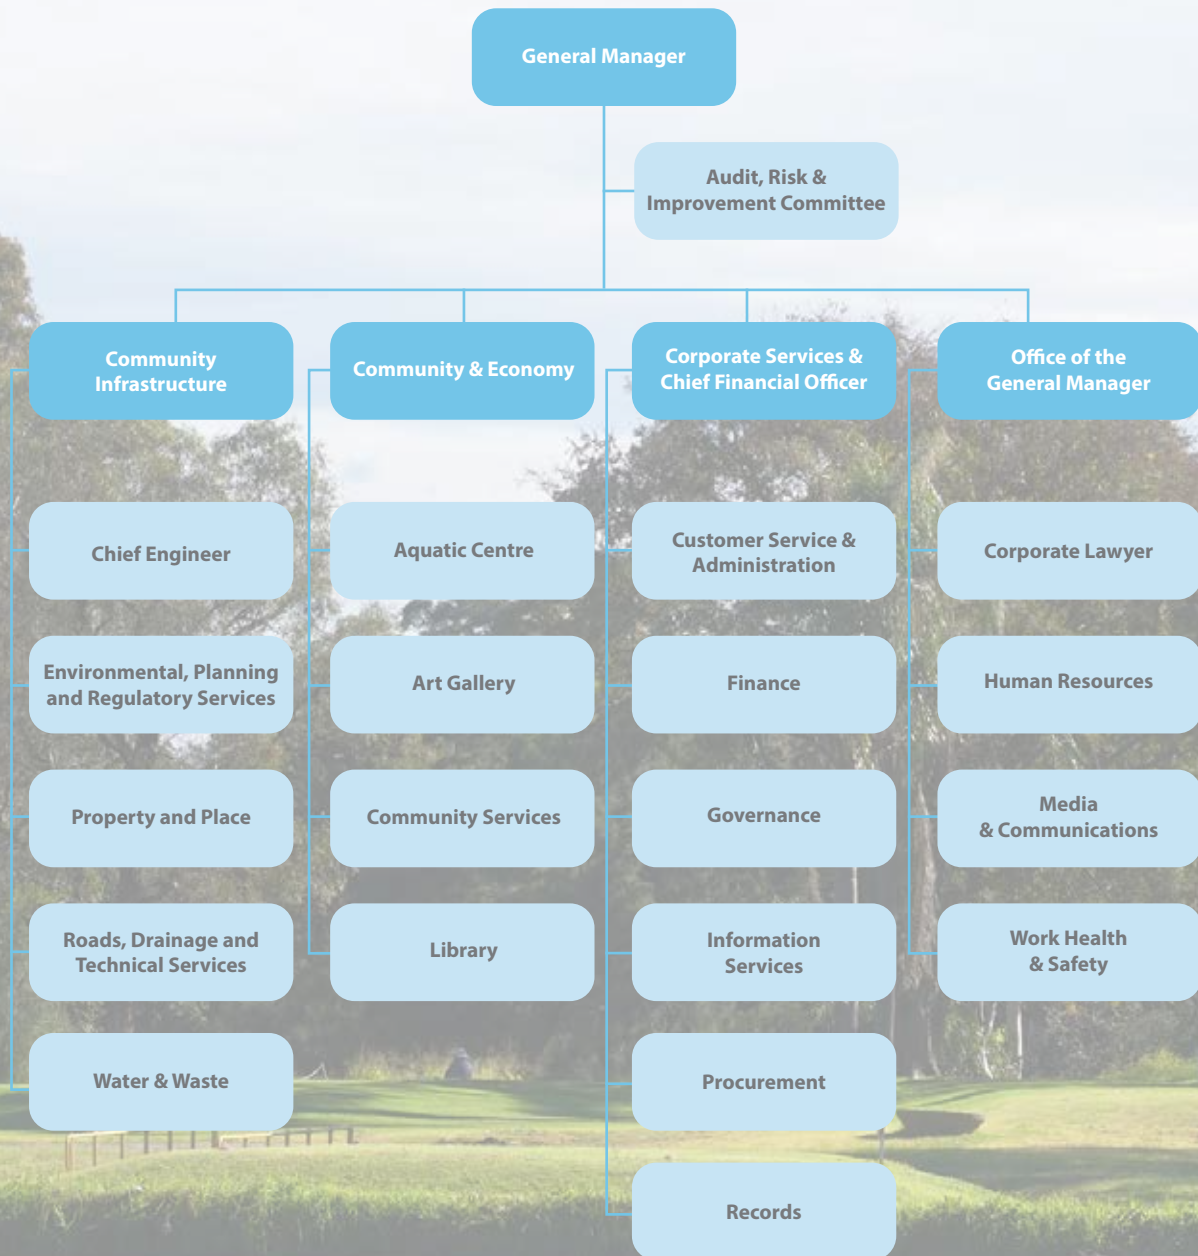 General Manager
Audit, Risk &
Improvement Committee
Community
Infrastructure
Chief Engineer
Environmental, Planning
and Regulatory Services
Property and Place
Roads, Drainage and
Technical Services
Water & Waste
Community & Economy
Aquatic Centre
Art Gallery
Community Services
Library
Corporate Services &
Chief Financial Officer
Customer Service &
Administration
Finance
Governance
Information
Services
Procurement
Records
Office of the
General Manager
Corporate Lawyer
Human Resources
Media
& Communications
Work Health
& Safety